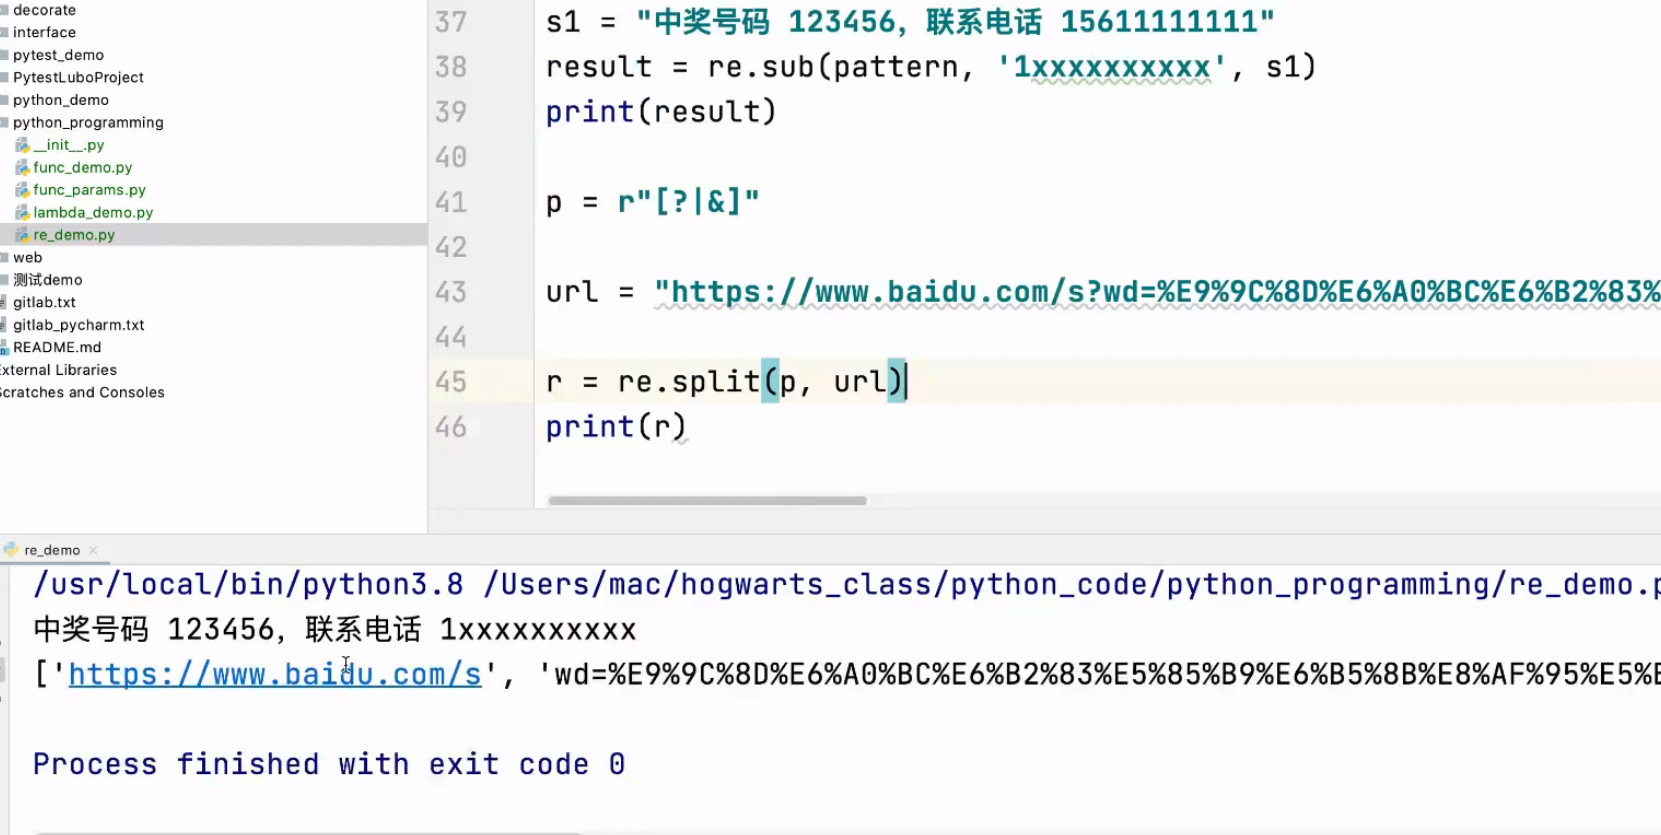 decorate
interface
pytest_demo
PytestLuboProject
python_demo
python_programming
__init__.py
func_demo.py
func_params.py
lambda_demo.py
re_demo.py
web
测试demo
gitlab.txt
gitlab_pycharm.txt
README.md
External Libraries
Scratches and Consoles
37 s1 = "中奖号码 123456，联系电话 15611111111"
38 result = re.sub(pattern, '1xxxxxxxxxx', s1)
39 print(result)
40
41 p = r"[?|&]"
42
43 url = "https://www.baidu.com/s?wd=%E9%9C%8D%E6%A0%BC%E6%B2%83%
44
45 r = re.split(p, url)
46 print(r)
re_demo
/usr/local/bin/python3.8 /Users/mac/hogwarts_class/python_code/python_programming/re_demo.p
中奖号码 123456，联系电话 1xxxxxxxxxx
['https://www.baidu.com/s', 'wd=%E9%9C%8D%E6%A0%BC%E6%B2%83%E5%85%B9%E6%B5%8B%E8%AF%95%E5%E
Process finished with exit code 0